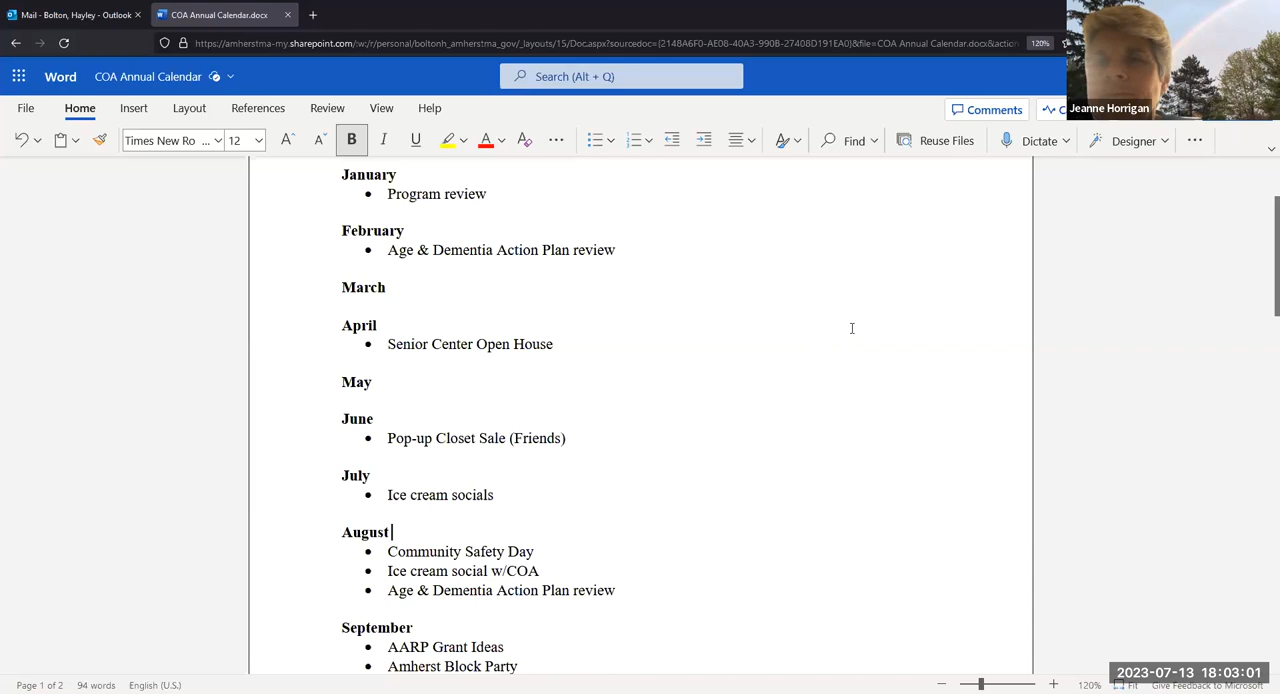 Mail - Bolton, Hayley - Outlook
COA Annual Calendar.docx
https://amherstma-my.sharepoint.com/:w:/r/personal/boltonh_amherstma_gov/_layouts/15/Doc.aspx?sourcedoc={2148A6F0-AE08-40A3-990B-27408D191EA0}&file=COA Annual Calendar.docx&action
120%
Jeanne Horrigan
Word
COA Annual Calendar
Search (Alt + Q)
File Home Insert Layout References Review View Help
Comments
Times New Ro ... 12
B I U
Find
Reuse Files
Dictate
Designer
January
• Program review
February
• Age & Dementia Action Plan review
March
April
• Senior Center Open House
May
June
• Pop-up Closet Sale (Friends)
July
• Ice cream socials
August
• Community Safety Day
• Ice cream social w/COA
• Age & Dementia Action Plan review
September
• AARP Grant Ideas
• Amherst Block Party
2023-07-13 18:03:01
Page 1 of 2 94 words English (U.S.)
120% Fit Give Feedback to Microsoft